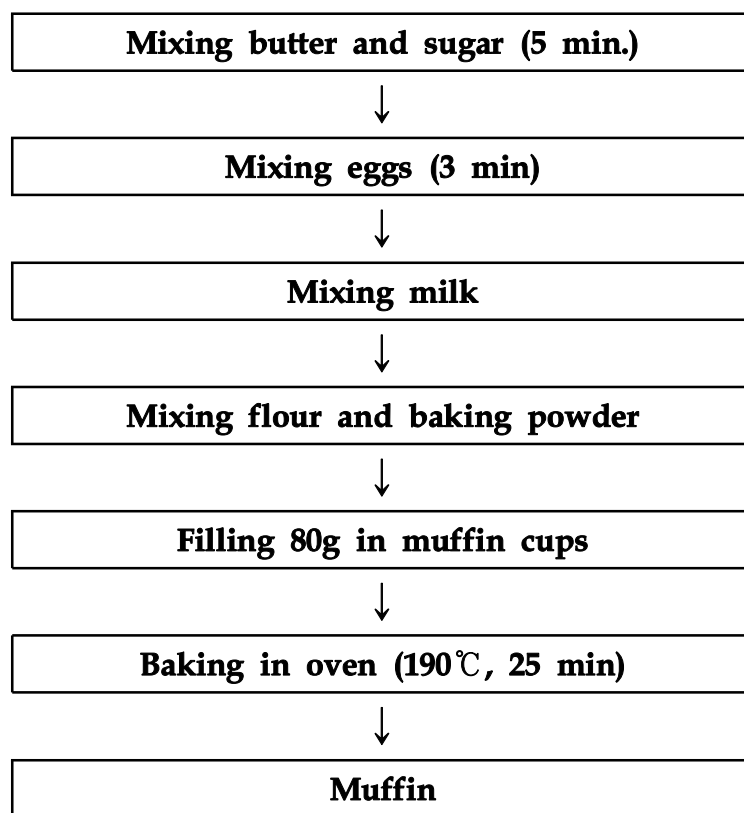 Mixing butter and sugar (5 min.)
↓
Mixing eggs (3 min)
↓
Mixing milk
↓
Mixing flour and baking powder
↓
Filling 80g in muffin cups
↓
Baking in oven (190℃, 25 min)
↓
Muffin